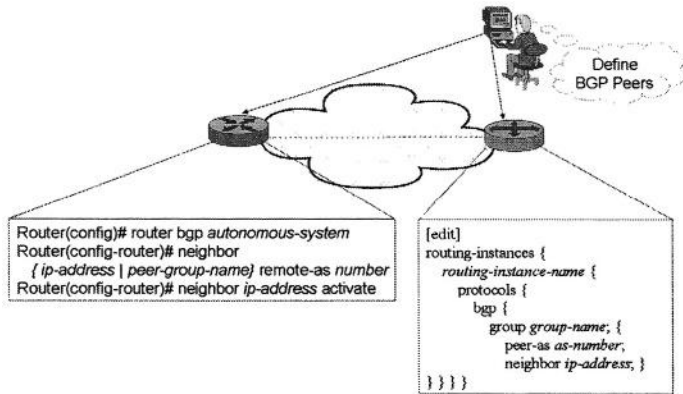 Define
BGP Peers
Router(config)# router bgp autonomous-system
Router(config-router)# neighbor
{ ip-address | peer-group-name} remote-as number
Router(config-router)# neighbor ip-address activate
[edit]
routing-instances {
routing-instance-name {
protocols {
bgp {
group group-name; {
peer-as as-number;
neighbor ip-address; }
} } } }